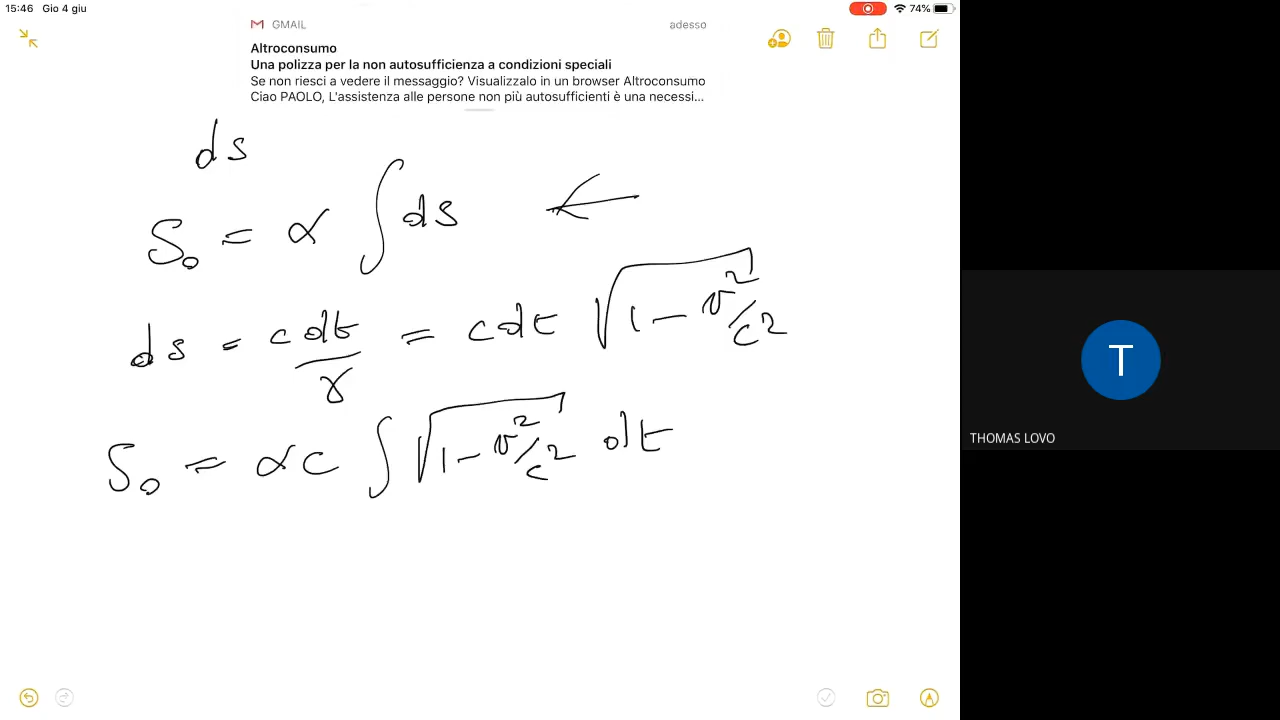 15:46 Gio 4 giu
74%
GMAIL
adesso
Altroconsumo
Una polizza per la non autosufficienza a condizioni speciali
Se non riesci a vedere il messaggio? Visualizzalo in un browser Altroconsumo
Ciao PAOLO, L'assistenza alle persone non più autosufficienti è una necessi...
ds
S₀ = α ∫ ds ←
ds = c dt / γ = c dt √(1 - v²/c²)
S₀ = α c ∫ √(1 - v²/c²) dt
T
THOMAS LOVO